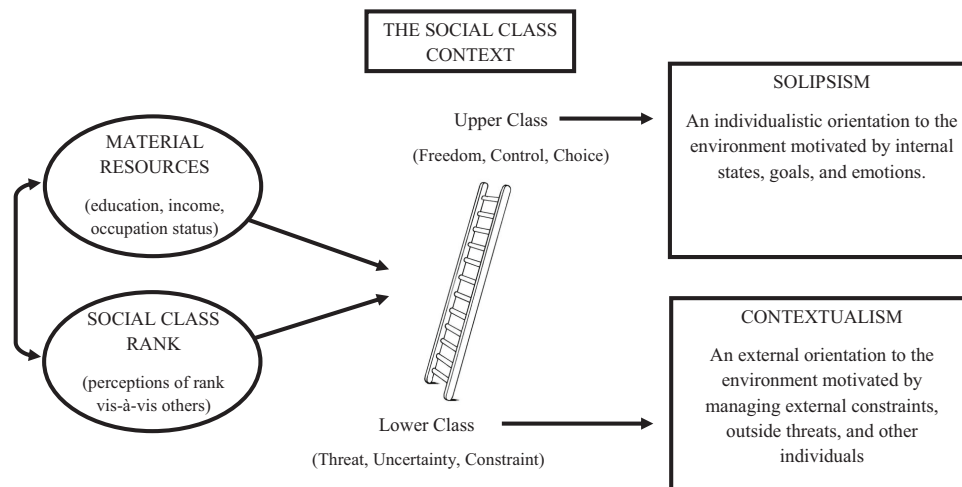 THE SOCIAL CLASS
CONTEXT
MATERIAL
RESOURCES
(education, income,
occupation status)
SOCIAL CLASS
RANK
(perceptions of rank
vis-à-vis others)
Upper Class
(Freedom, Control, Choice)
Lower Class
(Threat, Uncertainty, Constraint)
SOLIPSISM
An individualistic orientation to the
environment motivated by internal
states, goals, and emotions.
CONTEXTUALISM
An external orientation to the
environment motivated by
managing external constraints,
outside threats, and other
individuals